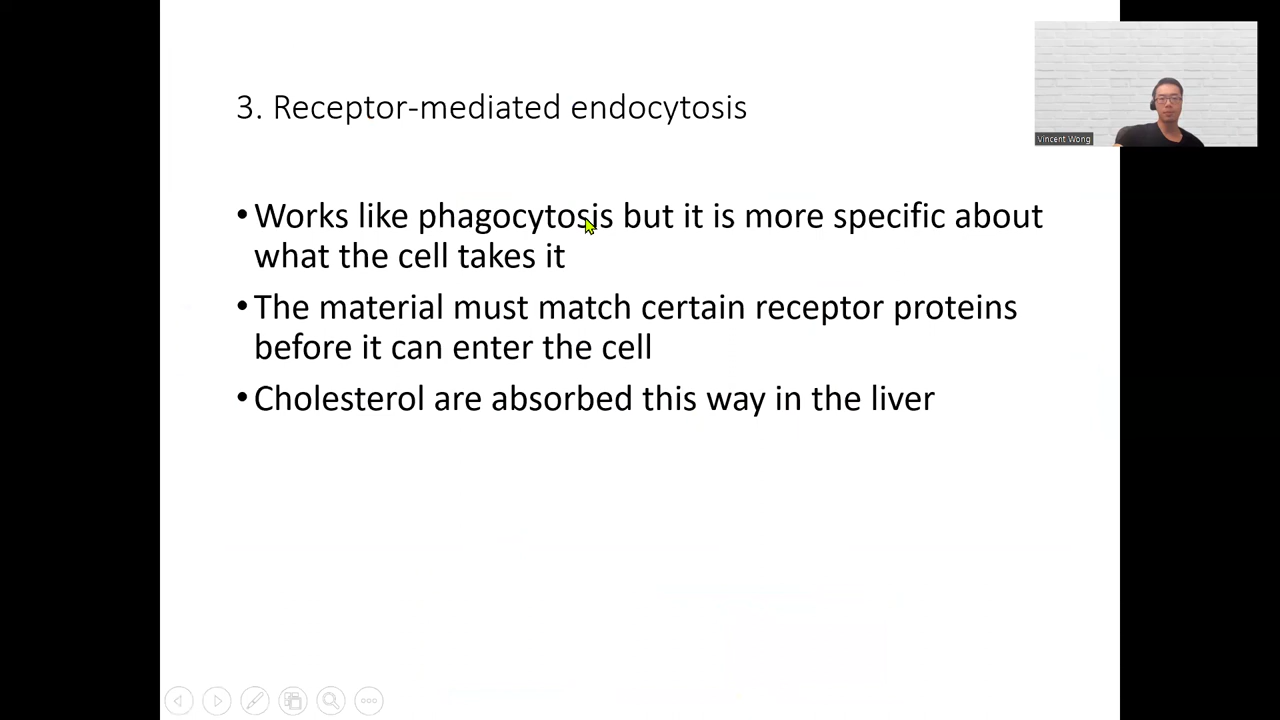 3. Receptor-mediated endocytosis
Vincent Wong
• Works like phagocytosis but it is more specific about
what the cell takes it
• The material must match certain receptor proteins
before it can enter the cell
• Cholesterol are absorbed this way in the liver